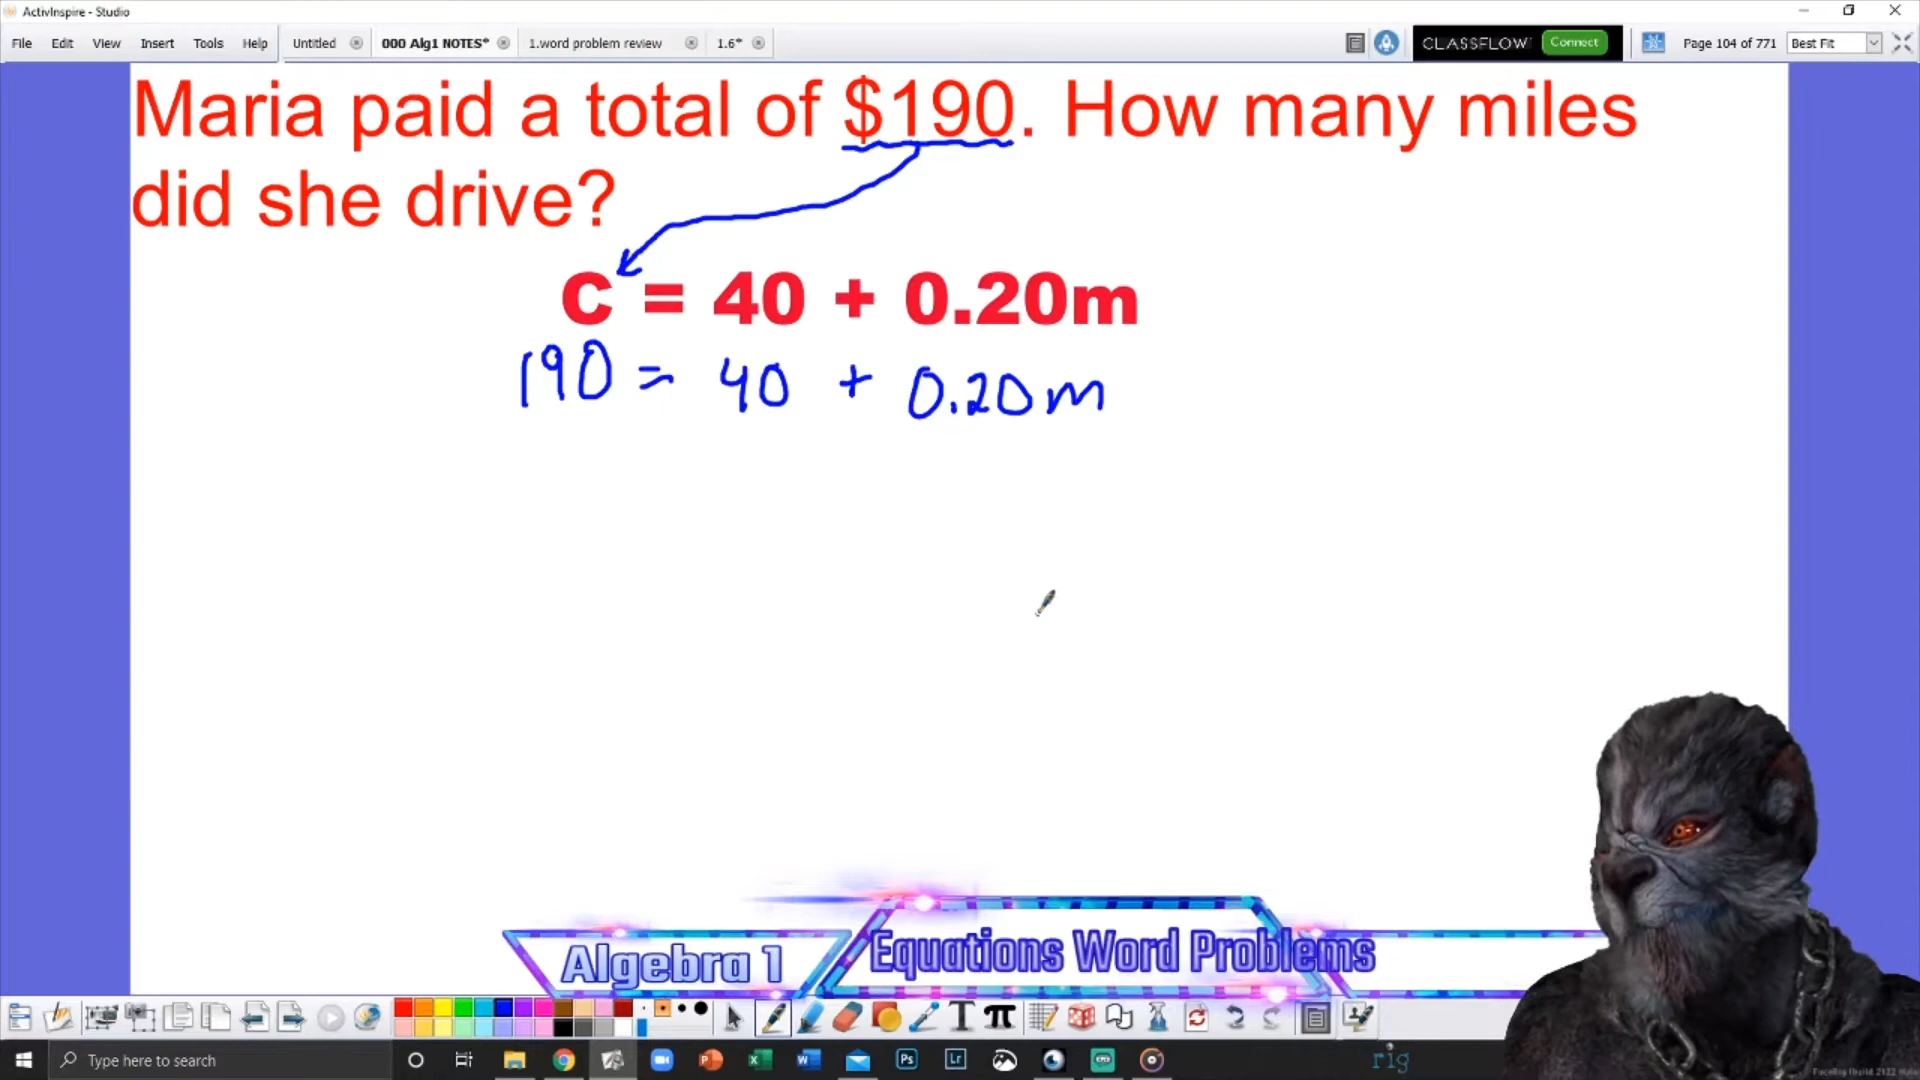 ActivInspire - Studio
File Edit View Insert Tools Help Untitled 000 Alg1 NOTES* 1.word problem review 1.6* CLASSFLOW Connect Page 104 of 771 Best Fit
Maria paid a total of $190. How many miles
did she drive?
C = 40 + 0.20m
190 = 40 + 0.20m
Algebra 1 Equations Word Problems
Type here to search
rig